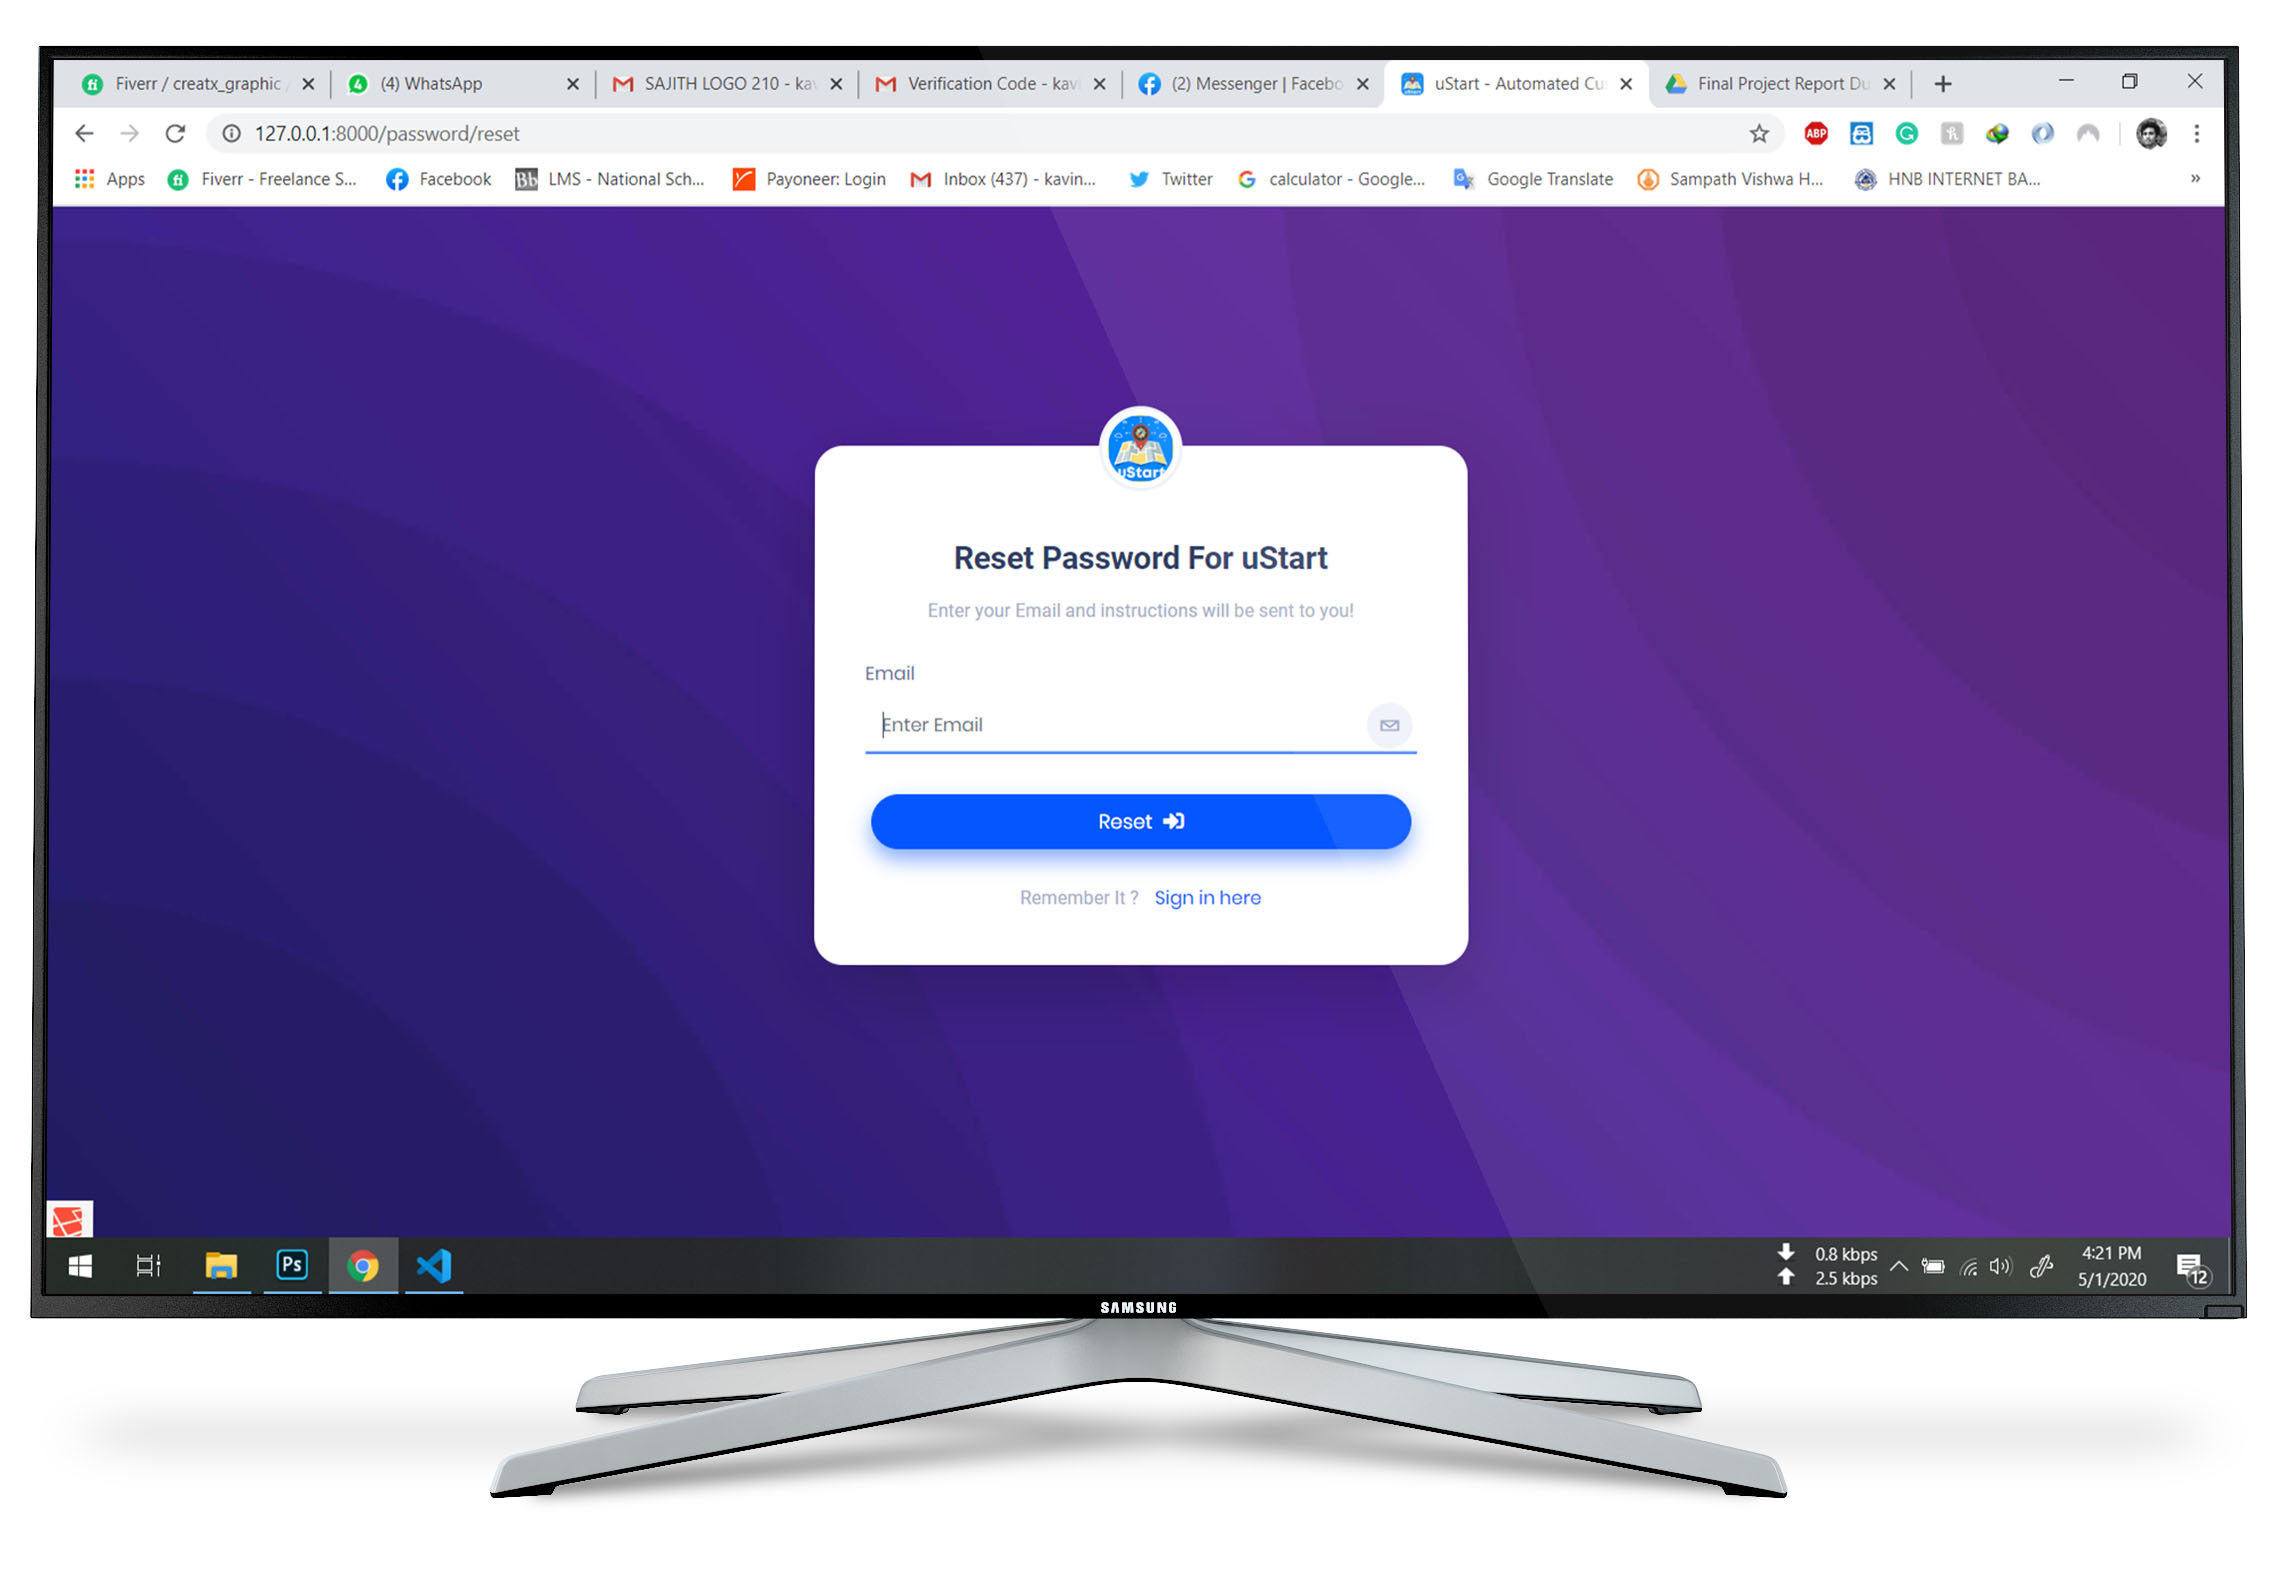 Fiverr / creatx_graphic /
(4) WhatsApp
SAJITH LOGO 210 - kav
Verification Code - kavi
(2) Messenger | Facebo
uStart - Automated Cu
Final Project Report Du
127.0.0.1:8000/password/reset
ABP
Apps
Fiverr - Freelance S...
Facebook
Bb LMS - National Sch...
Payoneer: Login
Inbox (437) - kavin...
Twitter
calculator - Google...
Google Translate
Sampath Vishwa H...
HNB INTERNET BA...
»
uStart
Reset Password For uStart
Enter your Email and instructions will be sent to you!
Email
Enter Email
Reset
Remember It ? Sign in here
Ps
0.8 kbps
2.5 kbps
4:21 PM
5/1/2020
12
SAMSUNG